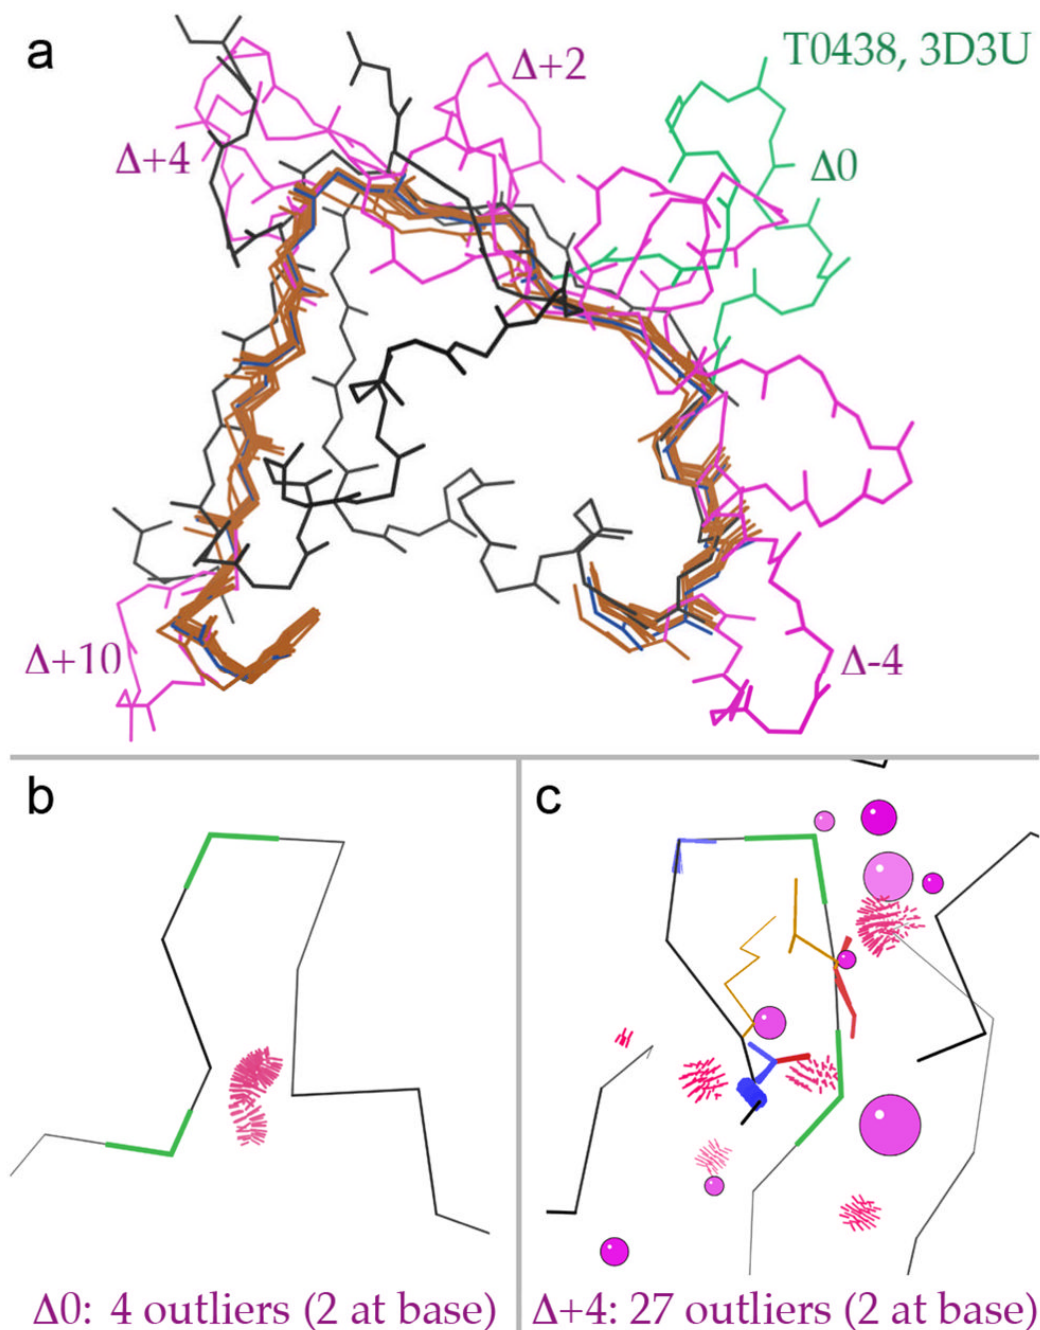 a
T0438, 3D3U
Δ+2
Δ+4
Δ0
Δ+10
Δ-4
b
c
Δ0: 4 outliers (2 at base)
Δ+4: 27 outliers (2 at base)